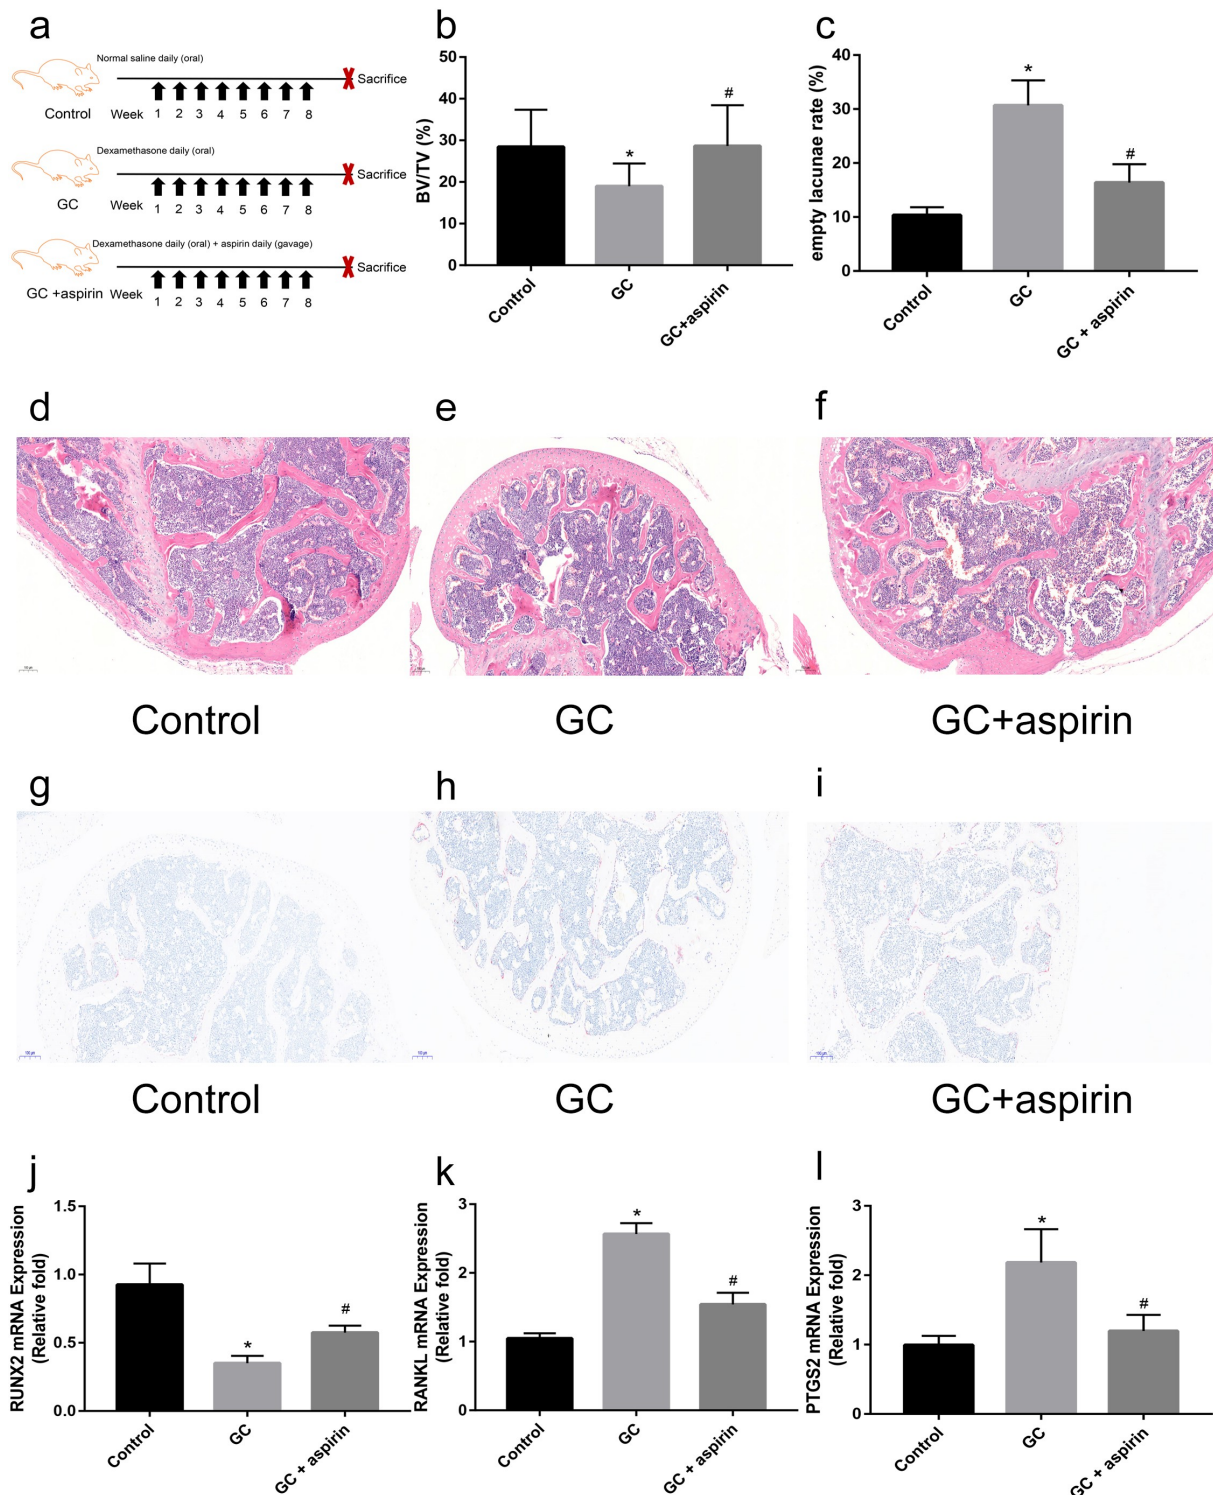 a
Normal saline daily (oral)
Sacrifice
Control
Week 1 2 3 4 5 6 7 8
Dexamethasone daily (oral)
Sacrifice
GC
Week 1 2 3 4 5 6 7 8
Dexamethasone daily (oral) + aspirin daily (gavage)
Sacrifice
GC +aspirin
Week 1 2 3 4 5 6 7 8
b
BV/TV (%)
50
40
30
20
10
0
*
#
Control
GC
GC+aspirin
c
empty lacunae rate (%)
40
30
20
10
0
*
#
Control
GC
GC + aspirin
d
Control
e
GC
f
GC+aspirin
g
100 μm
Control
h
100 μm
GC
i
100 μm
GC+aspirin
j
RUNX2 mRNA Expression
(Relative fold)
1.5
1.0
0.5
0.0
*
#
Control
GC
GC + aspirin
k
RANKL mRNA Expression
(Relative fold)
3
2
1
0
*
#
Control
GC
GC + aspirin
l
PTGS2 mRNA Expression
(Relative fold)
3
2
1
0
*
#
Control
GC
GC + aspirin